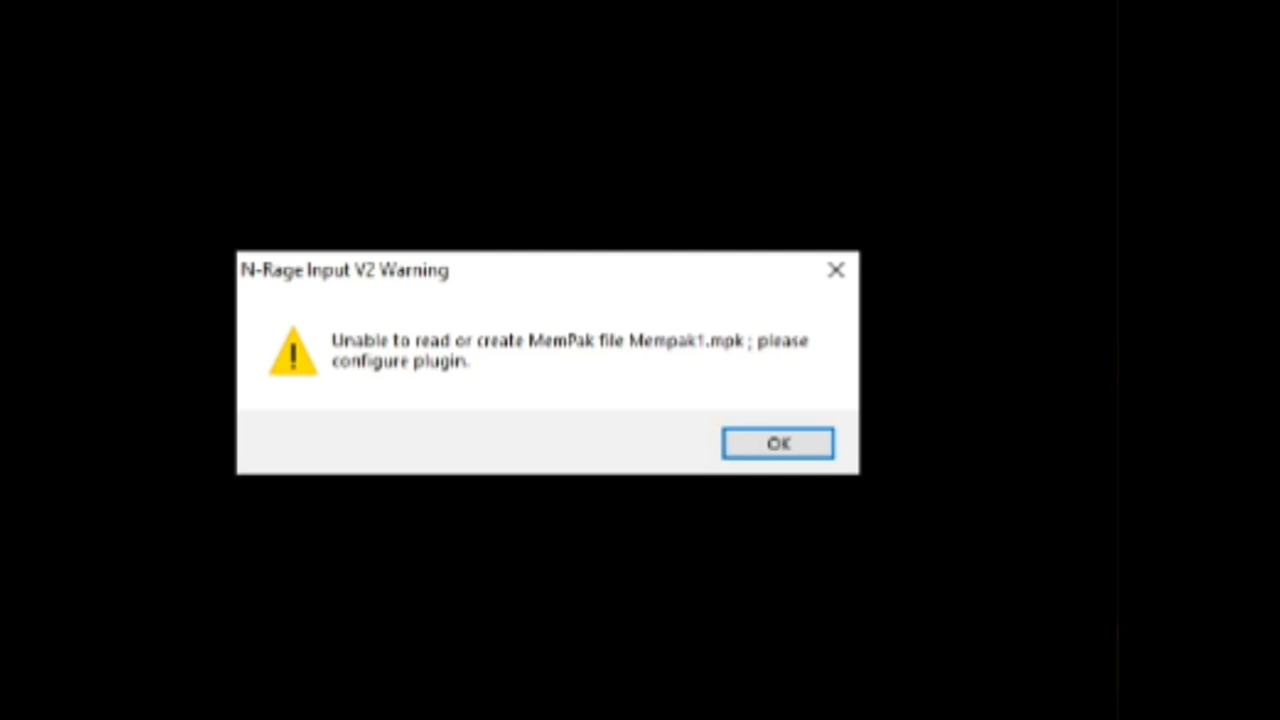 N-Rage Input V2 Warning
Unable to read or create MemPak file Mempak1.mpk ; please
configure plugin.
OK